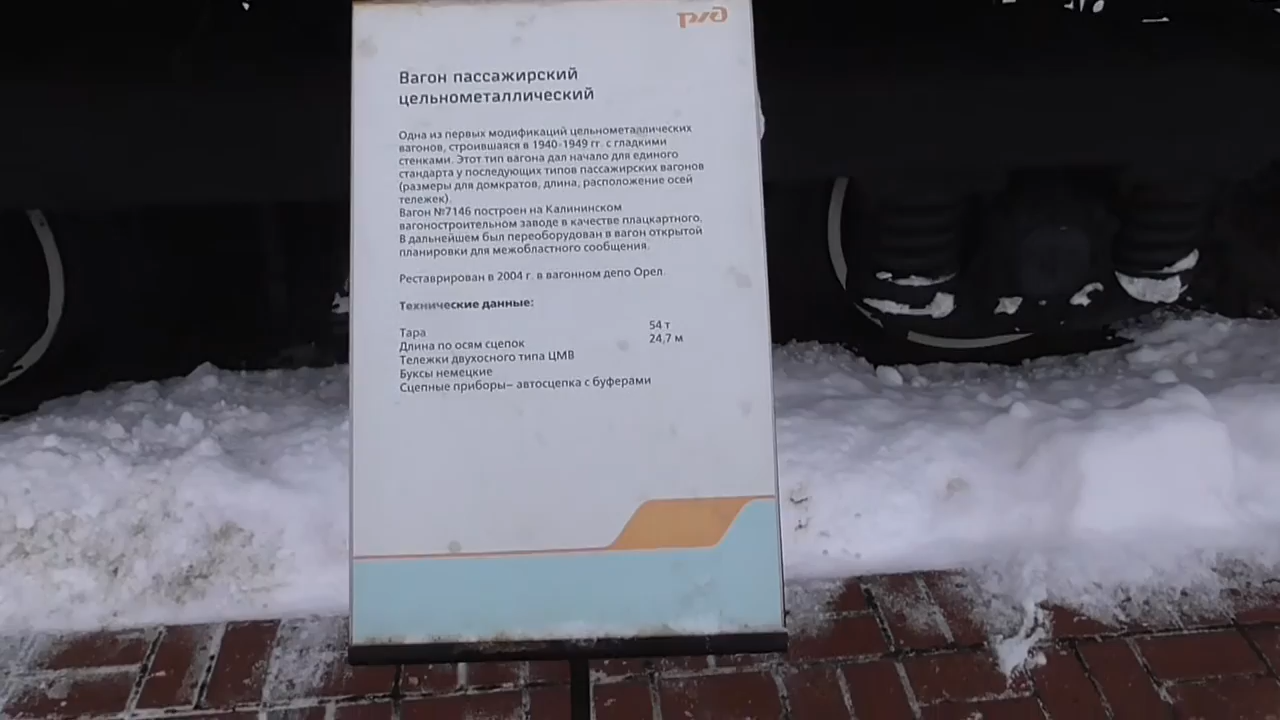 РЖД
Вагон пассажирский
цельнометаллический
Одна из первых модификаций цельнометаллических
вагонов, строившаяся в 1940-1949 гг. с гладкими
стенками. Этот тип вагона дал начало для единого
стандарта у последующих типов пассажирских вагонов
(размеры для домкратов, длина, расположение осей
тележек).
Вагон №7146 построен на Калининском
вагоностроительном заводе в качестве плацкартного.
В дальнейшем был переоборудован в вагон открытой
планировки для межобластного сообщения.
Реставрирован в 2004 г. в вагонном депо Орел.
Технические данные:
Тара 54 т
Длина по осям сцепок 24,7 м
Тележки двухосного типа ЦМВ
Буксы немецкие
Сцепные приборы– автосцепка с буферами